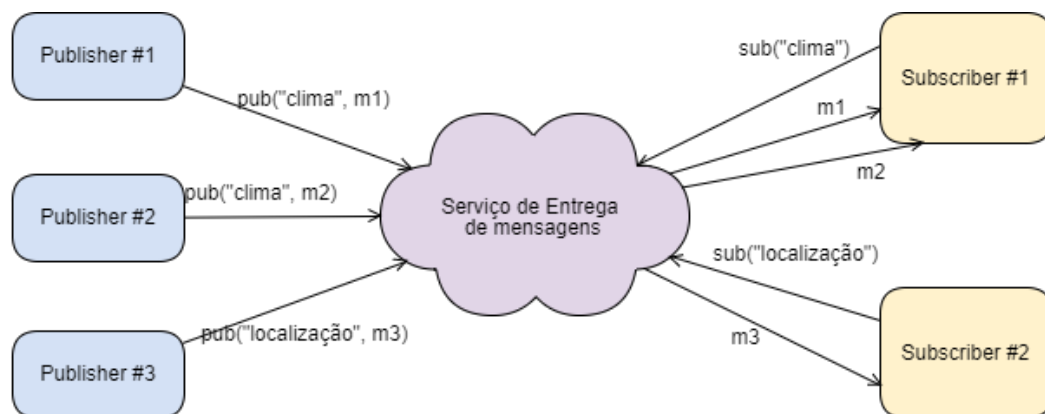 Publisher #1
pub("clima", m1)
Publisher #2
pub("clima", m2)
Publisher #3
pub("localização", m3)
Serviço de Entrega
de mensagens
sub("clima")
m1
m2
Subscriber #1
sub("localização")
m3
Subscriber #2